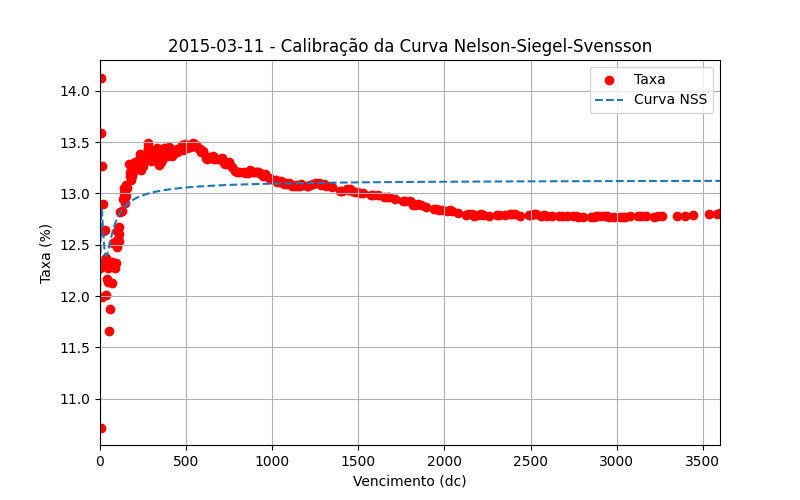 2015-03-11 - Calibração da Curva Nelson-Siegel-Svensson
Taxa
Curva NSS
Taxa (%)
14.0
13.5
13.0
12.5
12.0
11.5
11.0
0 500 1000 1500 2000 2500 3000 3500
Vencimento (dc)